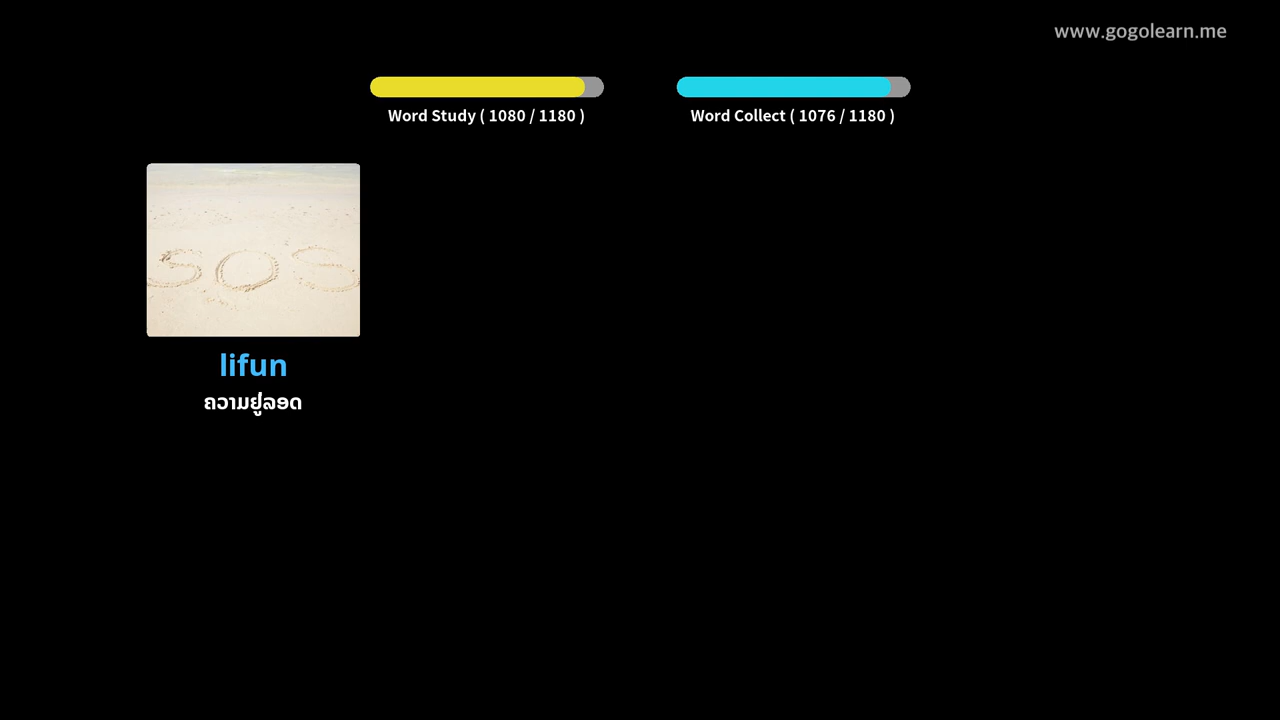 www.gogolearn.me
Word Study ( 1080 / 1180 )
Word Collect ( 1076 / 1180 )
SOS
lifun
ຄວາມຢູ່ລອດ